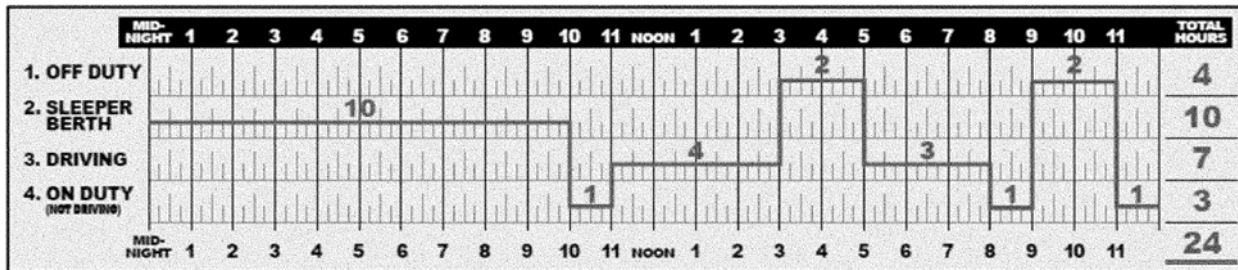 MID-NIGHT 1 2 3 4 5 6 7 8 9 10 11 NOON 1 2 3 4 5 6 7 8 9 10 11 TOTAL HOURS
1. OFF DUTY 2 2 4
2. SLEEPER BERTH 10 10
3. DRIVING 4 3 7
4. ON DUTY (NOT DRIVING) 1 1 1 3
MID-NIGHT 1 2 3 4 5 6 7 8 9 10 11 NOON 1 2 3 4 5 6 7 8 9 10 11 24